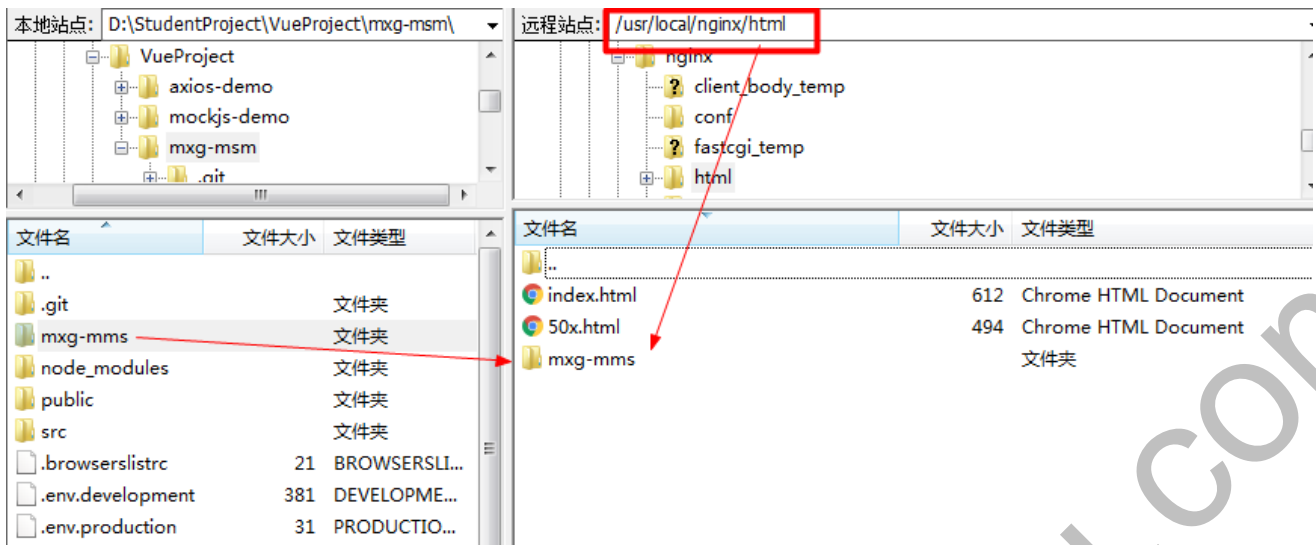 本地站点: D:\StudentProject\VueProject\mxg-msm\
VueProject
axios-demo
mockjs-demo
mxg-msm
.git
文件名 文件大小 文件类型
..
.git 文件夹
mxg-mms 文件夹
node_modules 文件夹
public 文件夹
src 文件夹
.browserslistrc 21 BROWSERSLI...
.env.development 381 DEVELOPME...
.env.production 31 PRODUCTIO...
远程站点: /usr/local/nginx/html
nginx
client_body_temp
conf
fastcgi_temp
html
文件名 文件大小 文件类型
..
index.html 612 Chrome HTML Document
50x.html 494 Chrome HTML Document
mxg-mms 文件夹